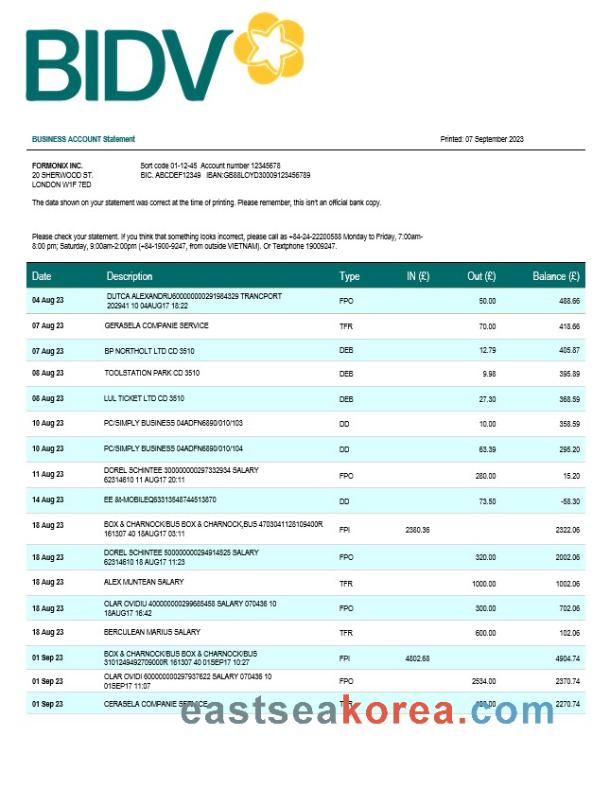 BIDV
BUSINESS ACCOUNT Statement Printed: 07 September 2023
FORMONIX INC. Sort code 01-12-45 Account number 12345678
20 SHERWOOD ST. BIC. ABCDEF12349 IBAN:GB88LOYD30009123456789
LONDON W1F 7ED
The data shown on your statement was correct at the time of printing. Please remember, this isn't an official bank copy.
Please check your statement. If you think that something looks incorrect, please call as +84-24-22200588 Monday to Friday, 7:00am-
8:00 pm; Saturday, 9:00am-2:00pm (+84-1900-9247, from outside VIETNAM). Or Textphone 19009247.
Date Description Type IN (£) Out (£) Balance (£)
04 Aug 23 DUTCA ALEXANDRU600000000291984329 TRANCPORT FPO 50.00 488.66
202941 10 04AUG17 18:22
07 Aug 23 GERASELA COMPANIE SERVICE TFR 70.00 418.66
07 Aug 23 BP NORTHOLT LTD CD 3510 DEB 12.79 405.87
08 Aug 23 TOOLSTATION PARK CD 3510 DEB 9.98 395.89
08 Aug 23 LUL TICKET LTD CD 3510 DEB 27.30 368.59
10 Aug 23 PC/SIMPLY BUSINESS 04ADFN6890/010/103 DD 10.00 358.59
10 Aug 23 PC/SIMPLY BUSINESS 04ADFN6890/010/104 DD 63.39 295.20
11 Aug 23 DOREL SCHINTEE 300000000297332934 SALARY FPO 280.00 15.20
62314610 11 AUG17 20:11
14 Aug 23 EE &t-MOBILEQ63313548744513870 DD 73.50 -58.30
18 Aug 23 BOX & CHARNOCK/BUS BOX & CHARNOCK,BUS 4703041128109400R FPI 2380.36 2322.06
161307 40 18AUG17 03:11
18 Aug 23 DOREL SCHINTEE 500000000294914525 SALARY FPO 320.00 2002.06
62314610 18 AUG17 11:23
18 Aug 23 ALEX MUNTEAN SALARY TFR 1000.00 1002.06
18 Aug 23 OLAR OVIDIU 400000000299685458 SALARY 070436 10 FPO 300.00 702.06
18AUG17 16:42
18 Aug 23 BERCULEAN MARIUS SALARY TFR 600.00 102.06
01 Sep 23 BOX & CHARNOCK/BUS BOX & CHARNOCK/BUS FPI 4802.68 4904.74
3101249492709000R 161307 40 01SEP17 10:27
01 Sep 23 OLAR OVIDI 600000000297937622 SALARY 070436 10 FPO 2534.00 2370.74
01SEP17 11:07
01 Sep 23 CERASELA COMPANIE SERVICE 2270.74
eastseakorea.com